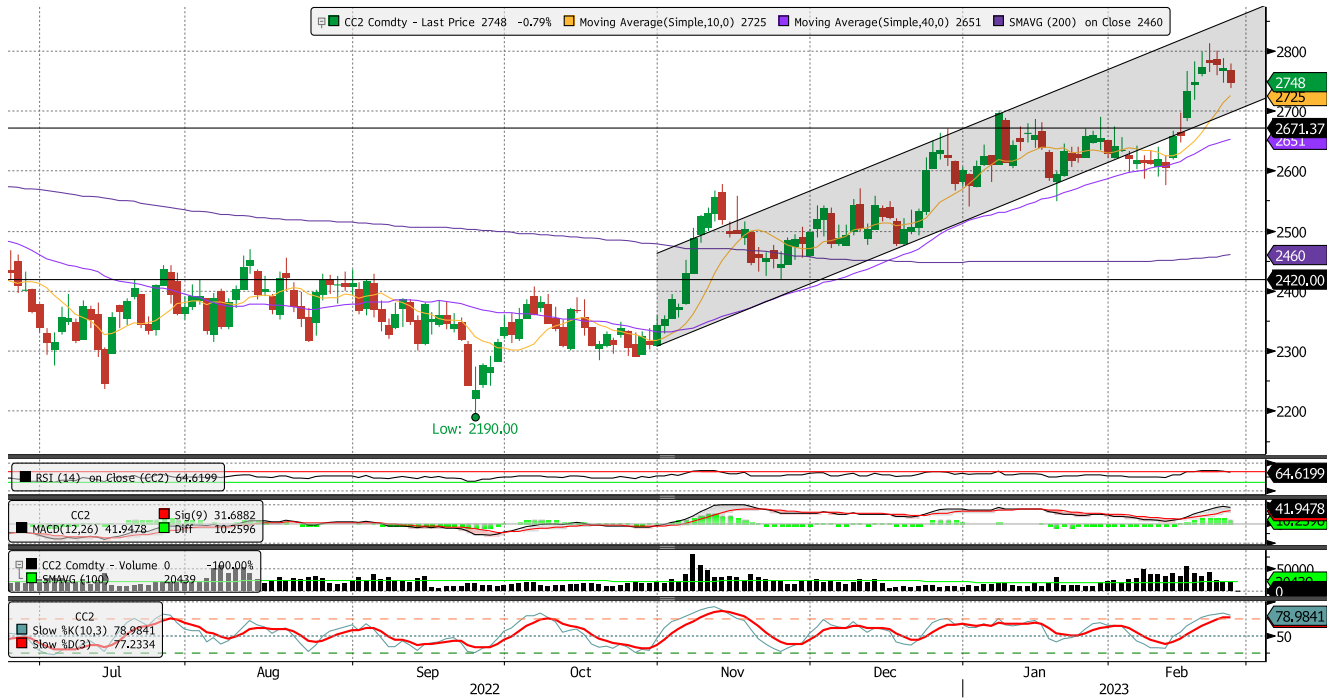 CC2 Comdty - Last Price 2748 -0.79% Moving Average(Simple,10,0) 2725 Moving Average(Simple,40,0) 2651 SMAVG (200) on Close 2460
2800
2748
2725
2700
2671.37
2651
2600
2500
2460
2420.00
2400
2300
2200
Low: 2190.00
RSI (14) on Close (CC2) 64.6199
64.6199
CC2 Sig(9) 31.6882
MACD(12,26) 41.9478 Diff 10.2596
41.9478
10.2596
CC2 Comdty - Volume 0 -100.00%
SMAVG (100) 20439
50000
20439
0
CC2
Slow %K(10,3) 78.9841
Slow %D(3) 77.2334
78.9841
50
Jul Aug Sep Oct Nov Dec Jan Feb
2022 2023